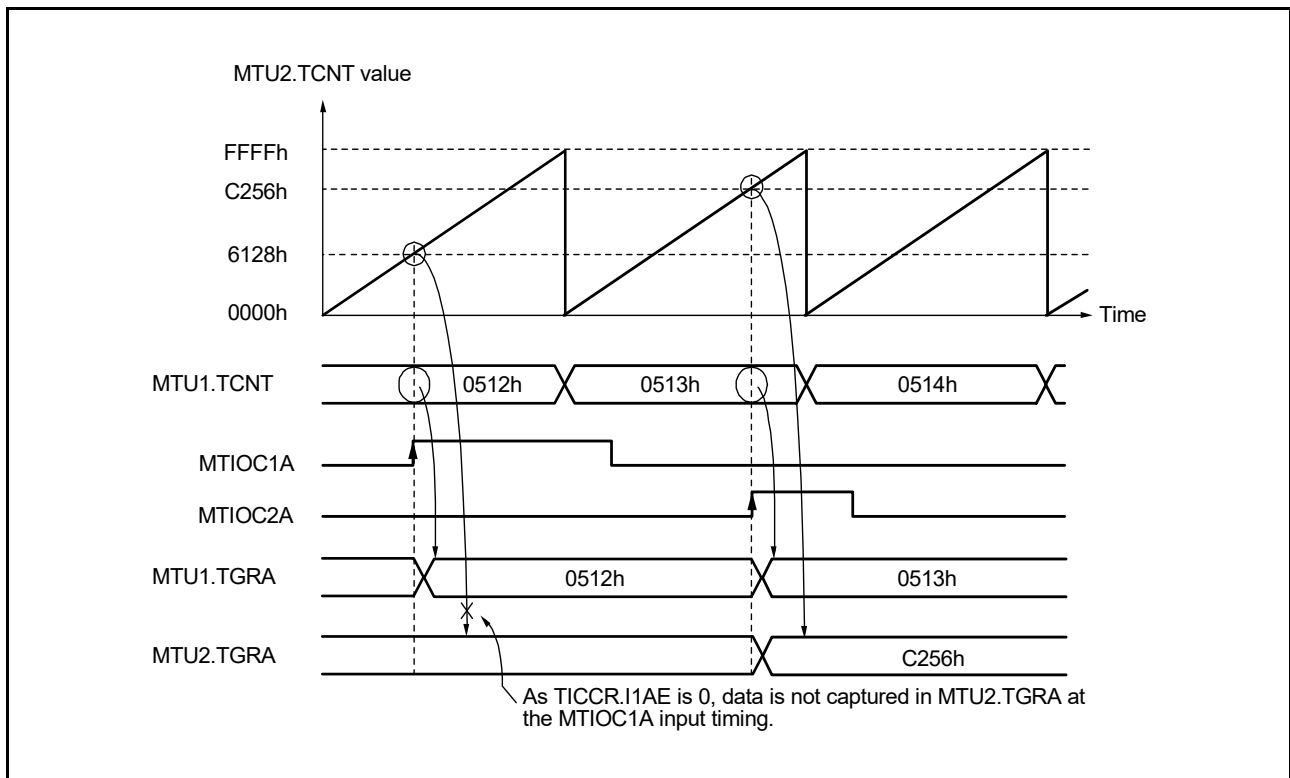 MTU2.TCNT value
FFFFh
C256h
6128h
0000h
Time
MTU1.TCNT
0512h
0513h
0514h
MTIOC1A
MTIOC2A
MTU1.TGRA
0512h
0513h
MTU2.TGRA
C256h
As TICCR.I1AE is 0, data is not captured in MTU2.TGRA at
the MTIOC1A input timing.